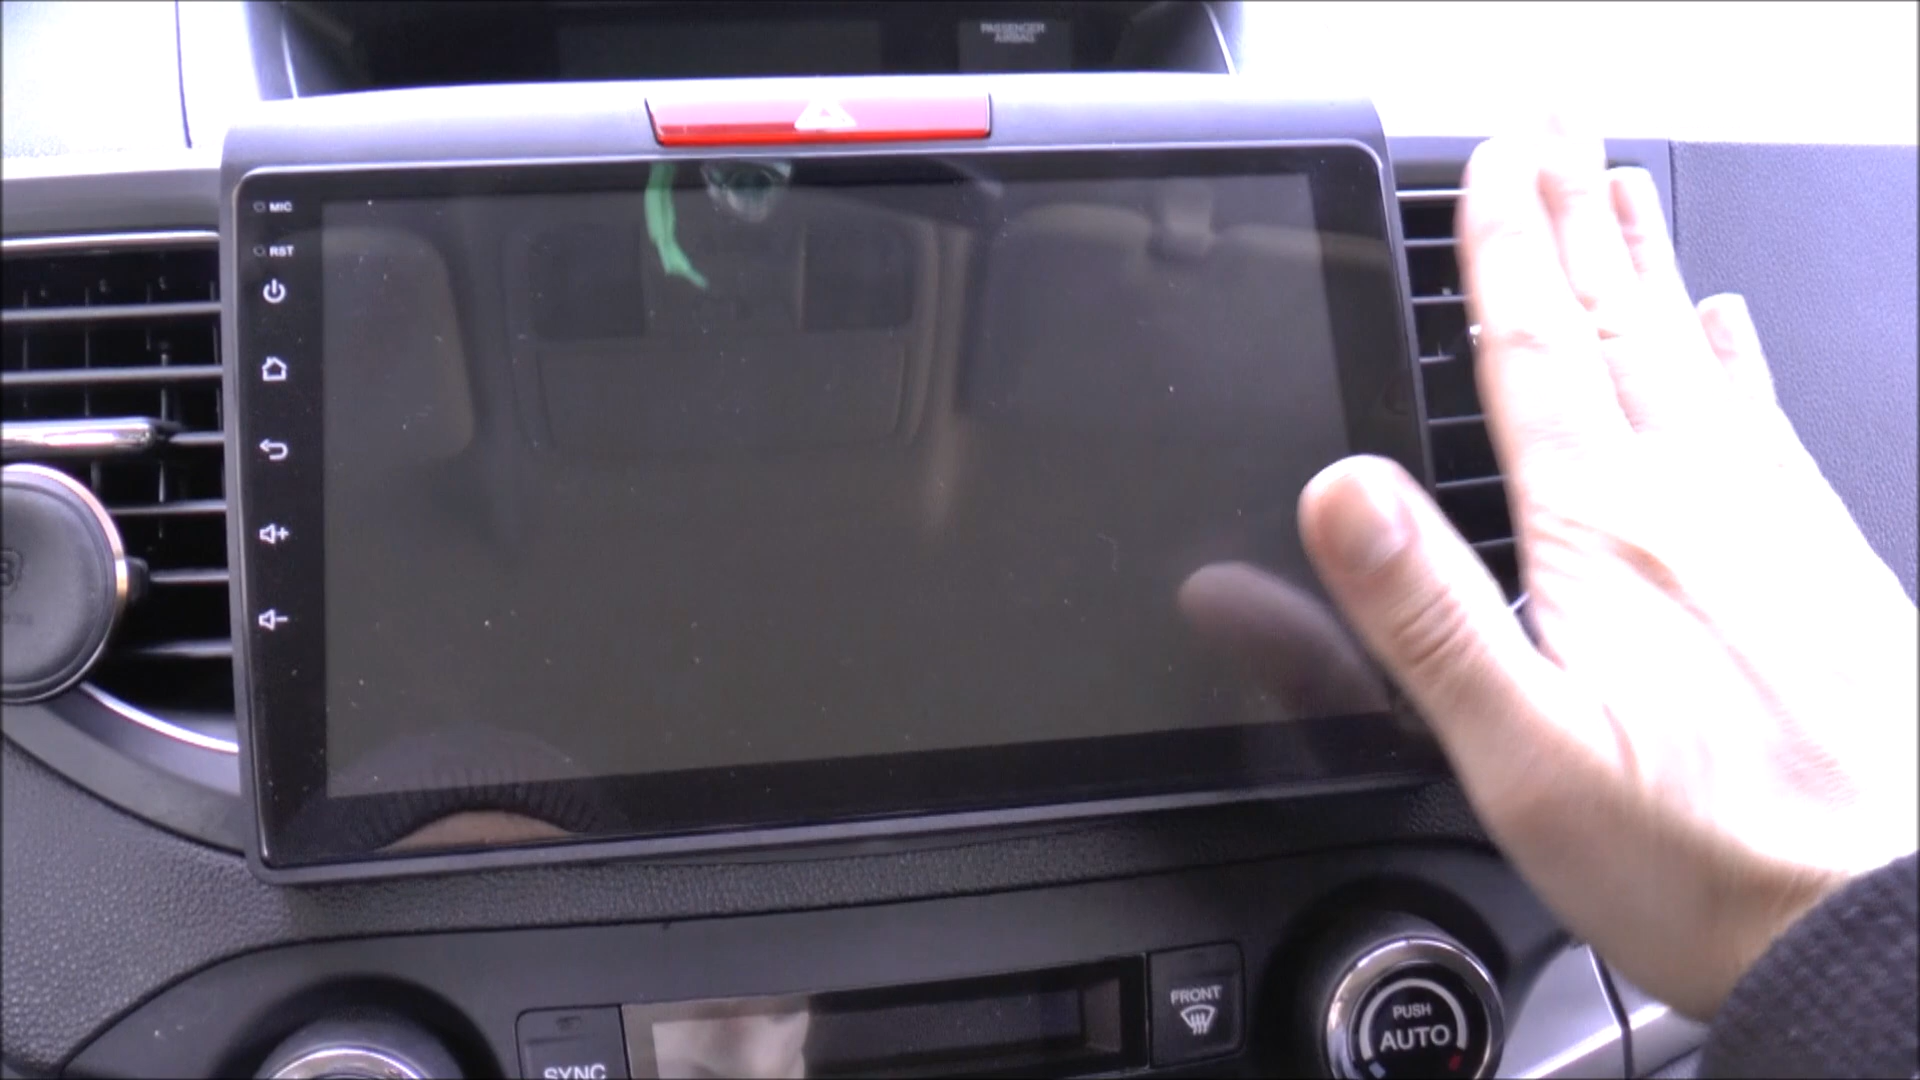 PASSENGER
AIRBAG
MIC
RST
FRONT
PUSH
AUTO
SYNC